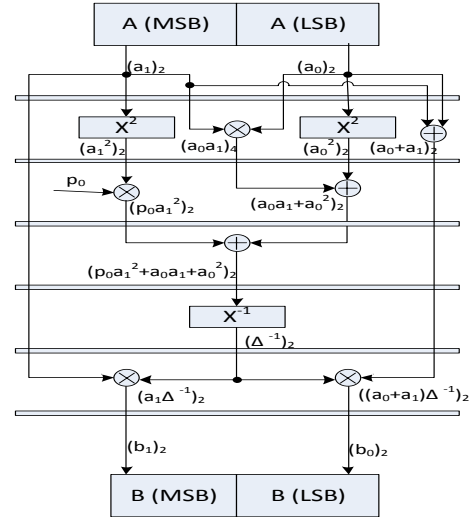 A (MSB) A (LSB)
(a₁)₂ (a₀)₂
X² X²
(a₁²)₂ (a₀a₁)₄ (a₀²)₂ (a₀+a₁)₂
p₀
(p₀a₁²)₂ (a₀a₁+a₀²)₂
(p₀a₁²+a₀a₁+a₀²)₂
X⁻¹
(Δ⁻¹)₂
(a₁Δ⁻¹)₂ ((a₀+a₁)Δ⁻¹)₂
(b₁)₂ (b₀)₂
B (MSB) B (LSB)